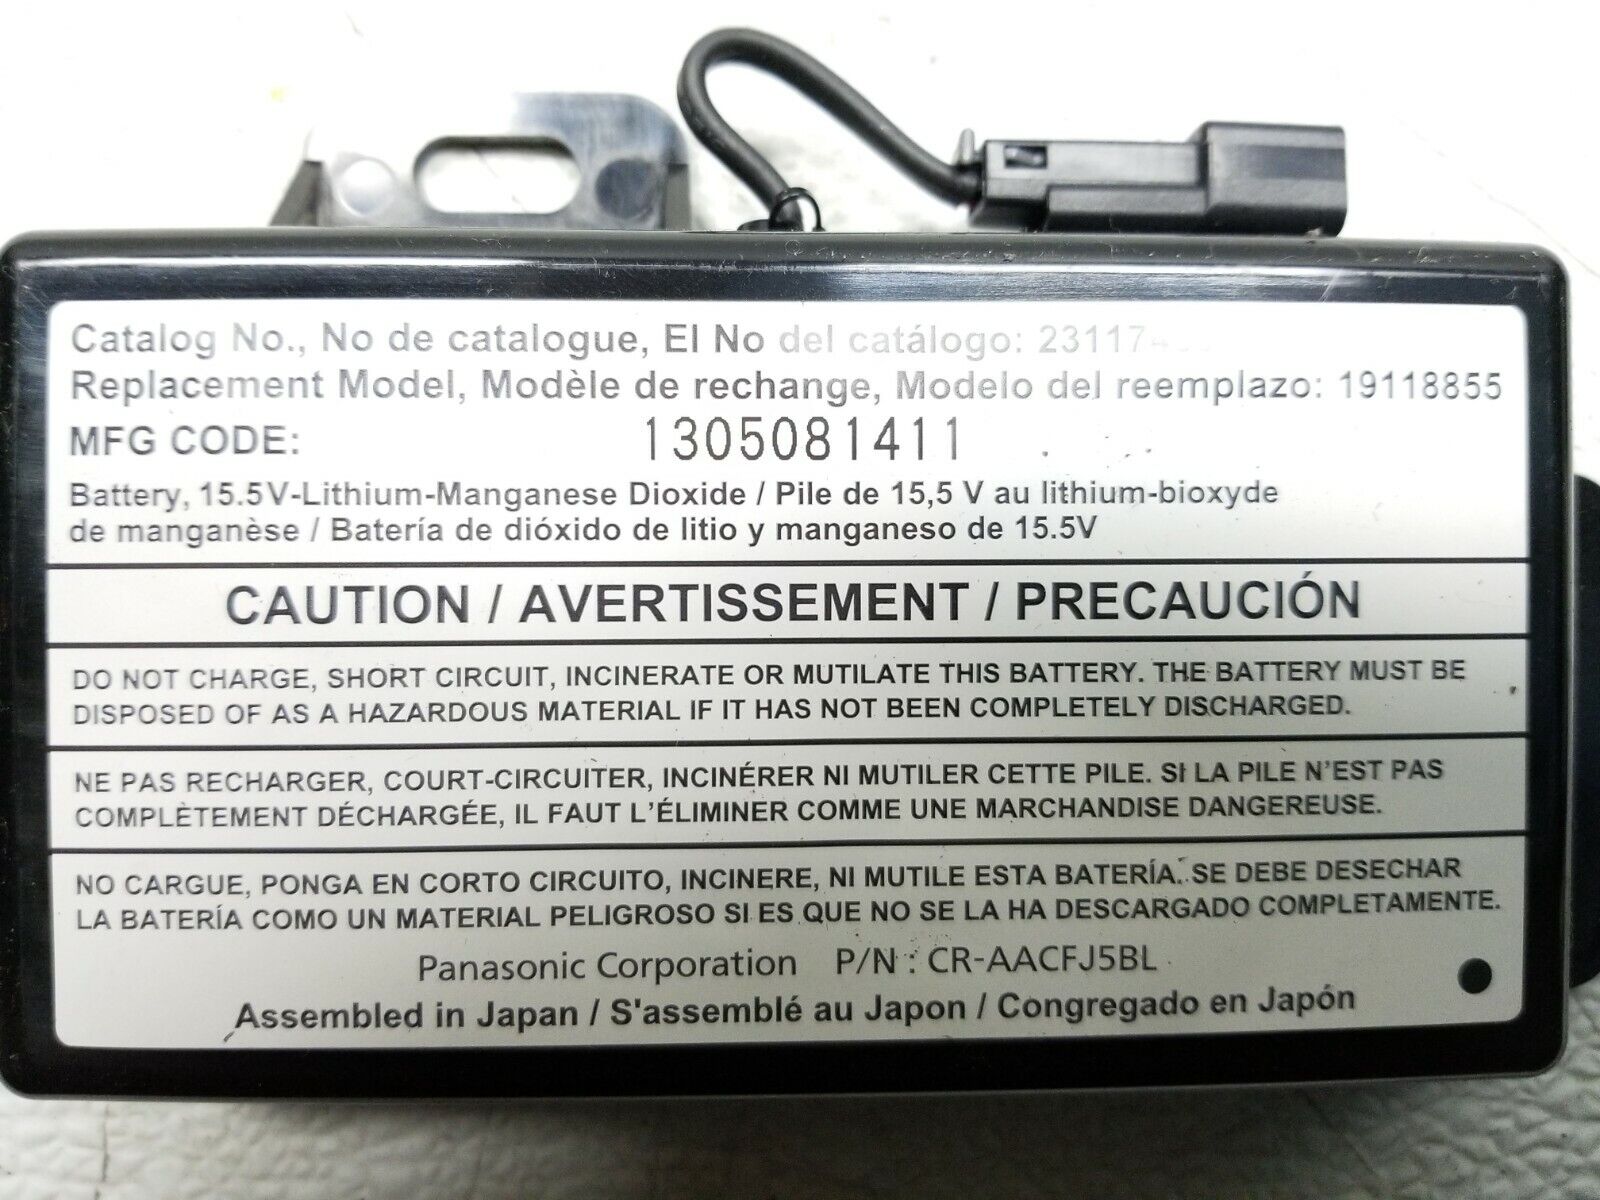 Catalog No., No de catalogue, El No del catálogo:
Replacement Model, Modèle de rechange, Modelo del reemplazo: 19118855
MFG CODE: 1305081411
Battery, 15.5V-Lithium-Manganese Dioxide / Pile de 15,5 V au lithium-bioxyde
de manganèse / Batería de dióxido de litio y manganeso de 15.5V
CAUTION / AVERTISSEMENT / PRECAUCIÓN
DO NOT CHARGE, SHORT CIRCUIT, INCINERATE OR MUTILATE THIS BATTERY. THE BATTERY MUST BE
DISPOSED OF AS A HAZARDOUS MATERIAL IF IT HAS NOT BEEN COMPLETELY DISCHARGED.
NE PAS RECHARGER, COURT-CIRCUITER, INCINÉRER NI MUTILER CETTE PILE. SI LA PILE N'EST PAS
COMPLÈTEMENT DÉCHARGÉE, IL FAUT L'ÉLIMINER COMME UNE MARCHANDISE DANGEREUSE.
NO CARGUE, PONGA EN CORTO CIRCUITO, INCINERE, NI MUTILE ESTA BATERÍA. SE DEBE DESECHAR
LA BATERÍA COMO UN MATERIAL PELIGROSO SI ES QUE NO SE LA HA DESCARGADO COMPLETAMENTE.
Panasonic Corporation P/N : CR-AACFJ5BL
Assembled in Japan / S'assemblé au Japon / Congregado en Japón